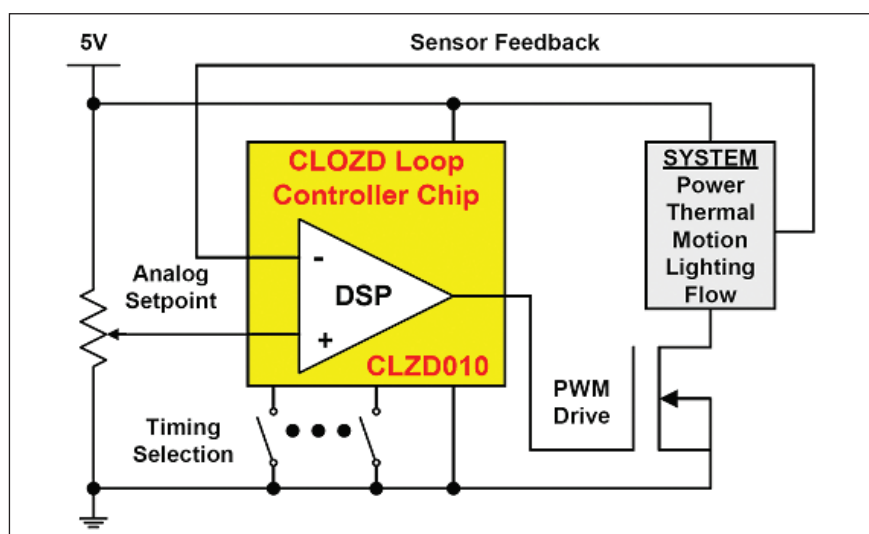 5V
Sensor Feedback
CLOZD Loop
Controller Chip
SYSTEM
Power
Thermal
Motion
Lighting
Flow
Analog
Setpoint
-
DSP
+
CLZD010
PWM
Drive
Timing
Selection